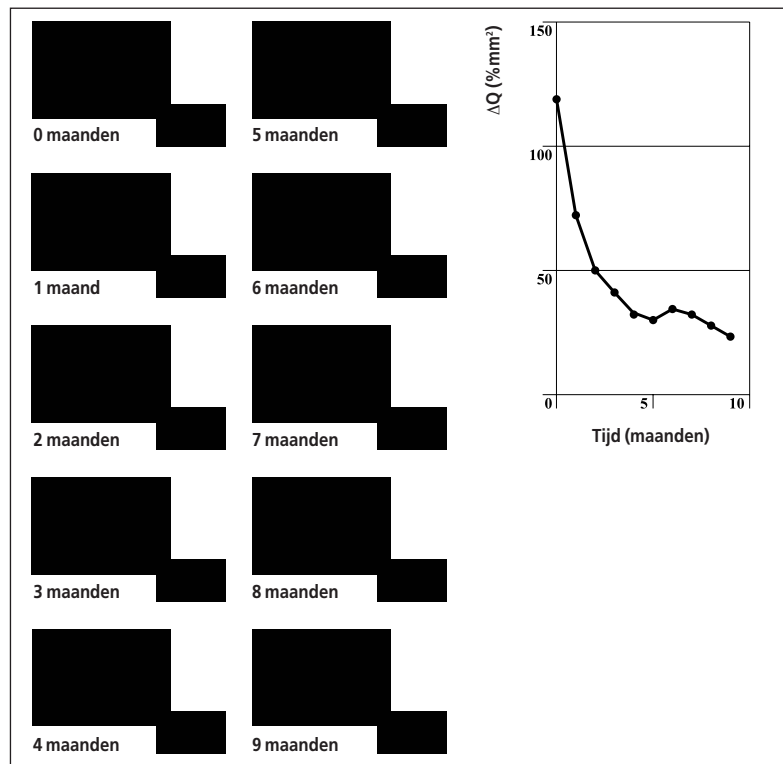 0 maanden
1 maand
2 maanden
3 maanden
4 maanden
5 maanden
6 maanden
7 maanden
8 maanden
9 maanden
ΔQ (%mm²)
150
100
50
0
5
10
Tijd (maanden)